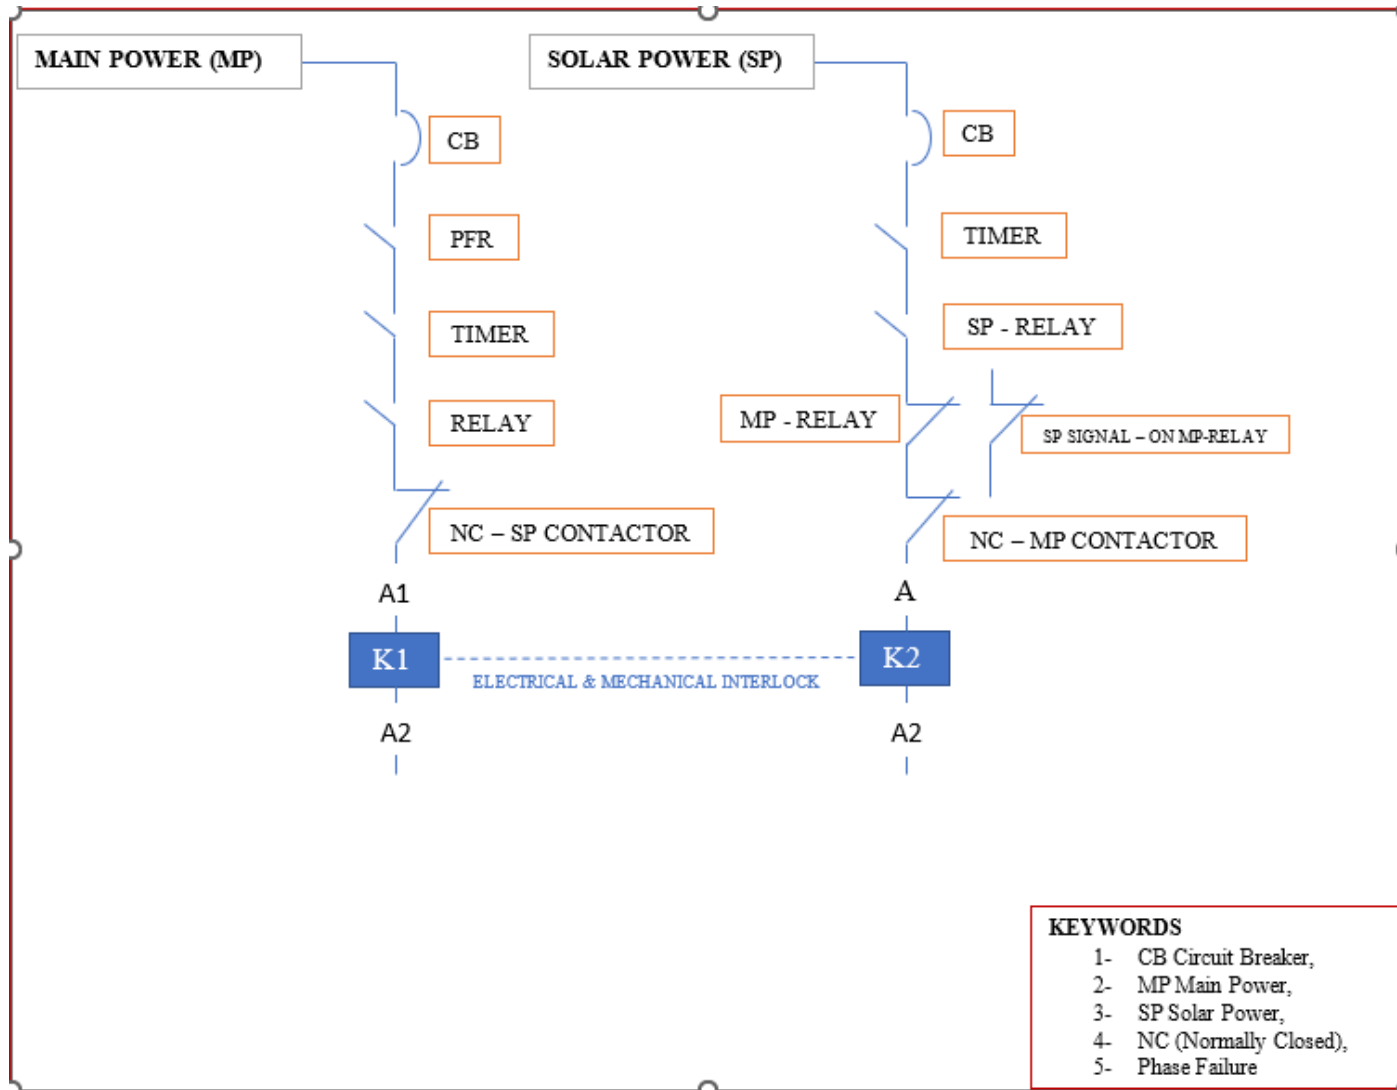 MAIN POWER (MP)
SOLAR POWER (SP)
CB
CB
PFR
TIMER
TIMER
SP - RELAY
RELAY
MP - RELAY
SP SIGNAL – ON MP-RELAY
NC – SP CONTACTOR
NC – MP CONTACTOR
A1
A
K1
K2
ELECTRICAL & MECHANICAL INTERLOCK
A2
A2
KEYWORDS
1- CB Circuit Breaker,
2- MP Main Power,
3- SP Solar Power,
4- NC (Normally Closed),
5- Phase Failure